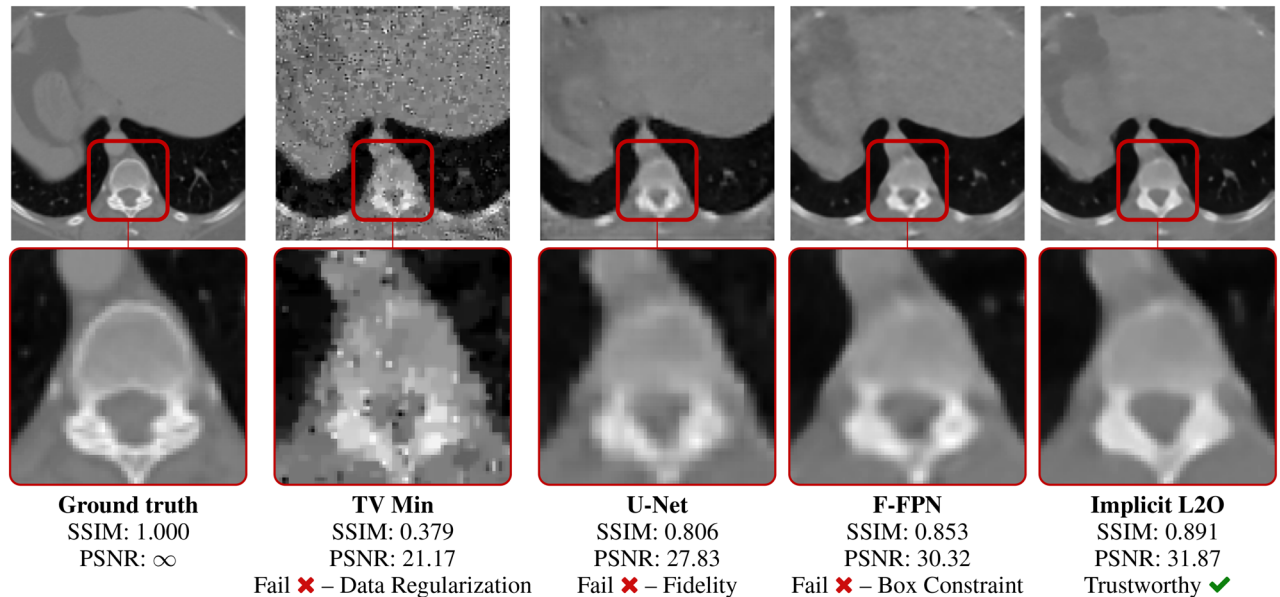 Ground truth
SSIM: 1.000
PSNR: ∞
TV Min
SSIM: 0.379
PSNR: 21.17
Fail ✖ – Data Regularization
U-Net
SSIM: 0.806
PSNR: 27.83
Fail ✖ – Fidelity
F-FPN
SSIM: 0.853
PSNR: 30.32
Fail ✖ – Box Constraint
Implicit L2O
SSIM: 0.891
PSNR: 31.87
Trustworthy ✔